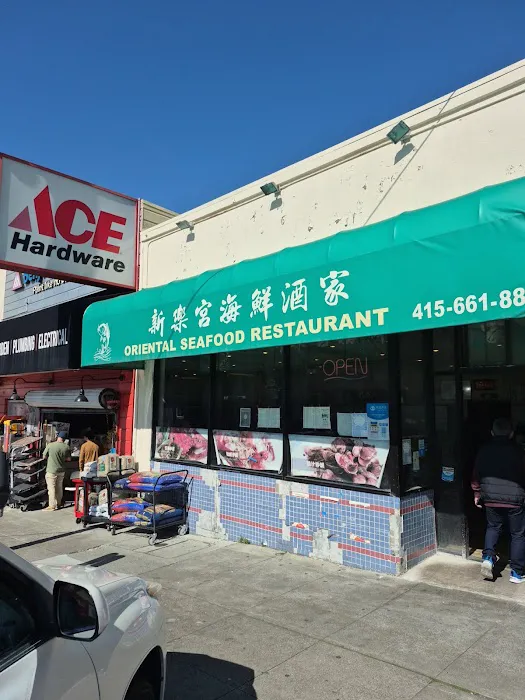 ACE
Hardware
PLUMBING ELECTRICAL
新樂宮海鮮酒家
ORIENTAL SEAFOOD RESTAURANT
415-661-88
OPEN